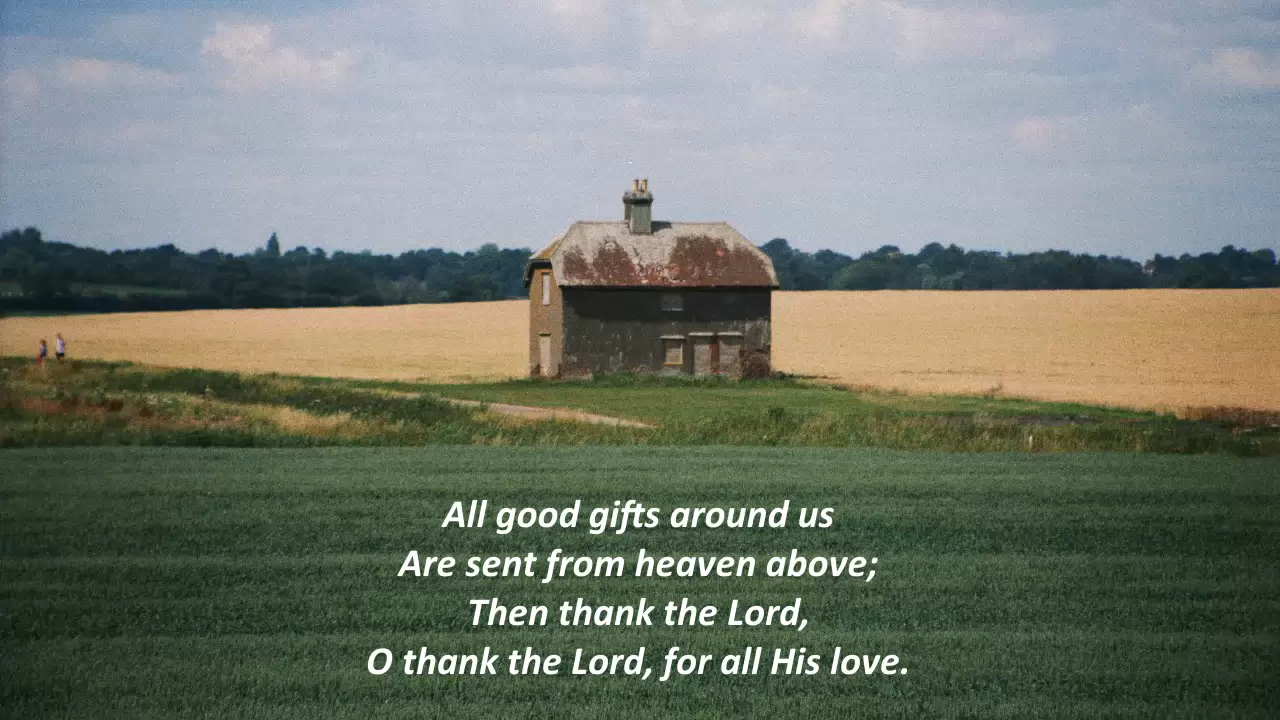 All good gifts around us
Are sent from heaven above;
Then thank the Lord,
O thank the Lord, for all His love.